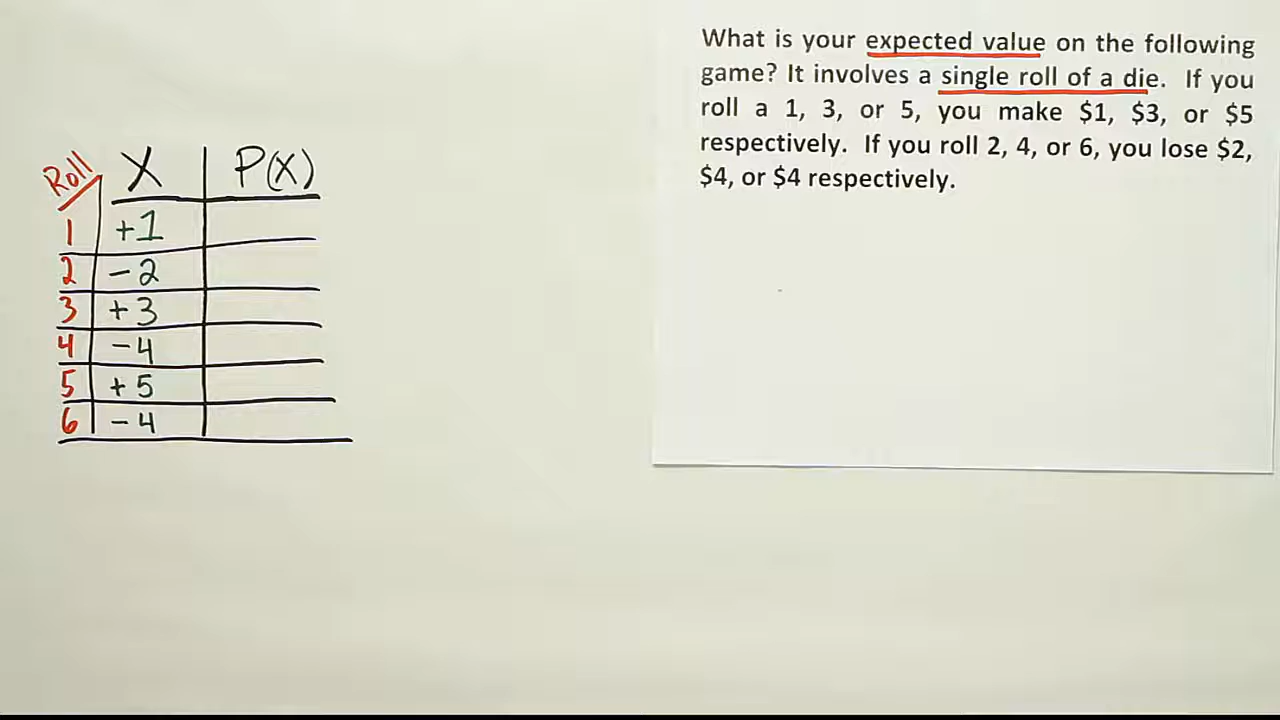 What is your expected value on the following
game? It involves a single roll of a die. If you
roll a 1, 3, or 5, you make $1, $3, or $5
respectively. If you roll 2, 4, or 6, you lose $2,
$4, or $4 respectively.
Roll X P(X)
1 +1
2 -2
3 +3
4 -4
5 +5
6 -4